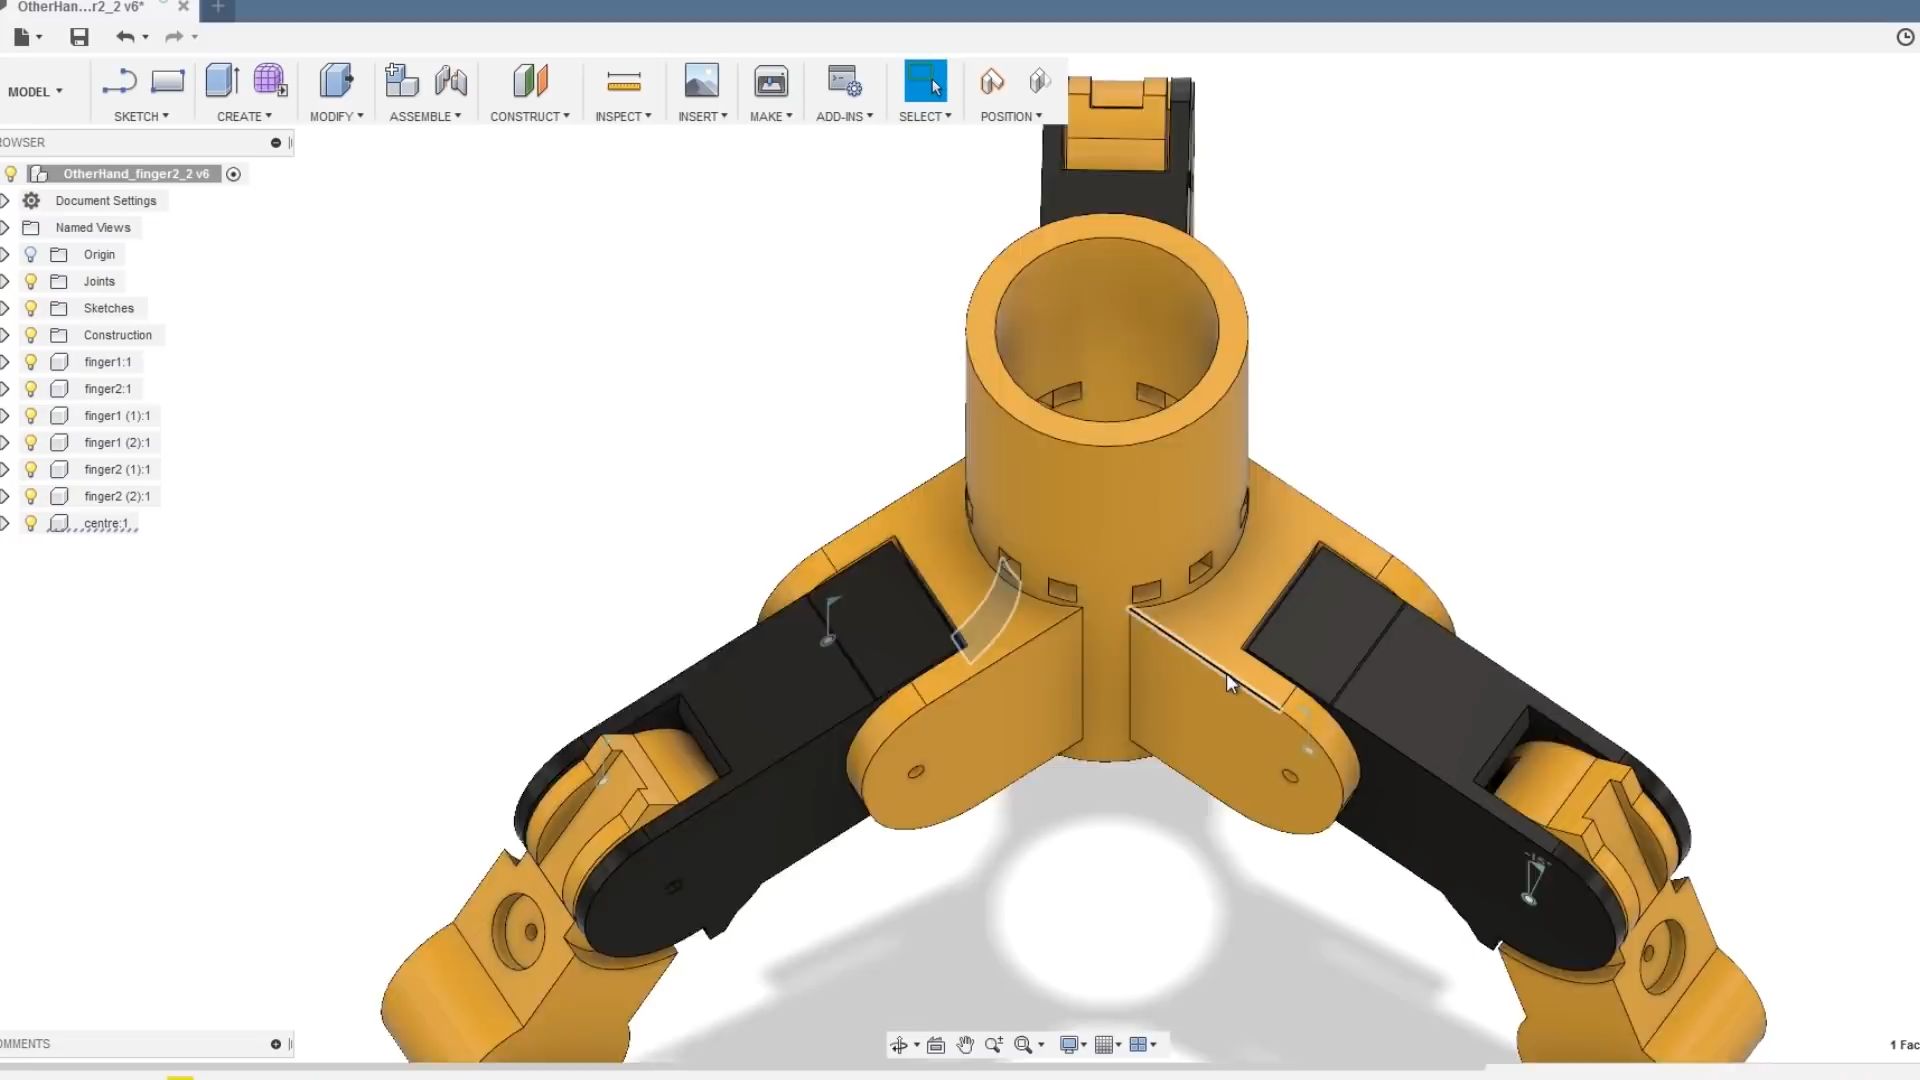 OtherHan...r2_2 v6*
MODEL
SKETCH
CREATE
MODIFY
ASSEMBLE
CONSTRUCT
INSPECT
INSERT
MAKE
ADD-INS
SELECT
POSITION
ROWSER
OtherHand_finger2_2 v6
Document Settings
Named Views
Origin
Joints
Sketches
Construction
finger1:1
finger2:1
finger1 (1):1
finger1 (2):1
finger2 (1):1
finger2 (2):1
centre:1
OMMENTS
1 Fac